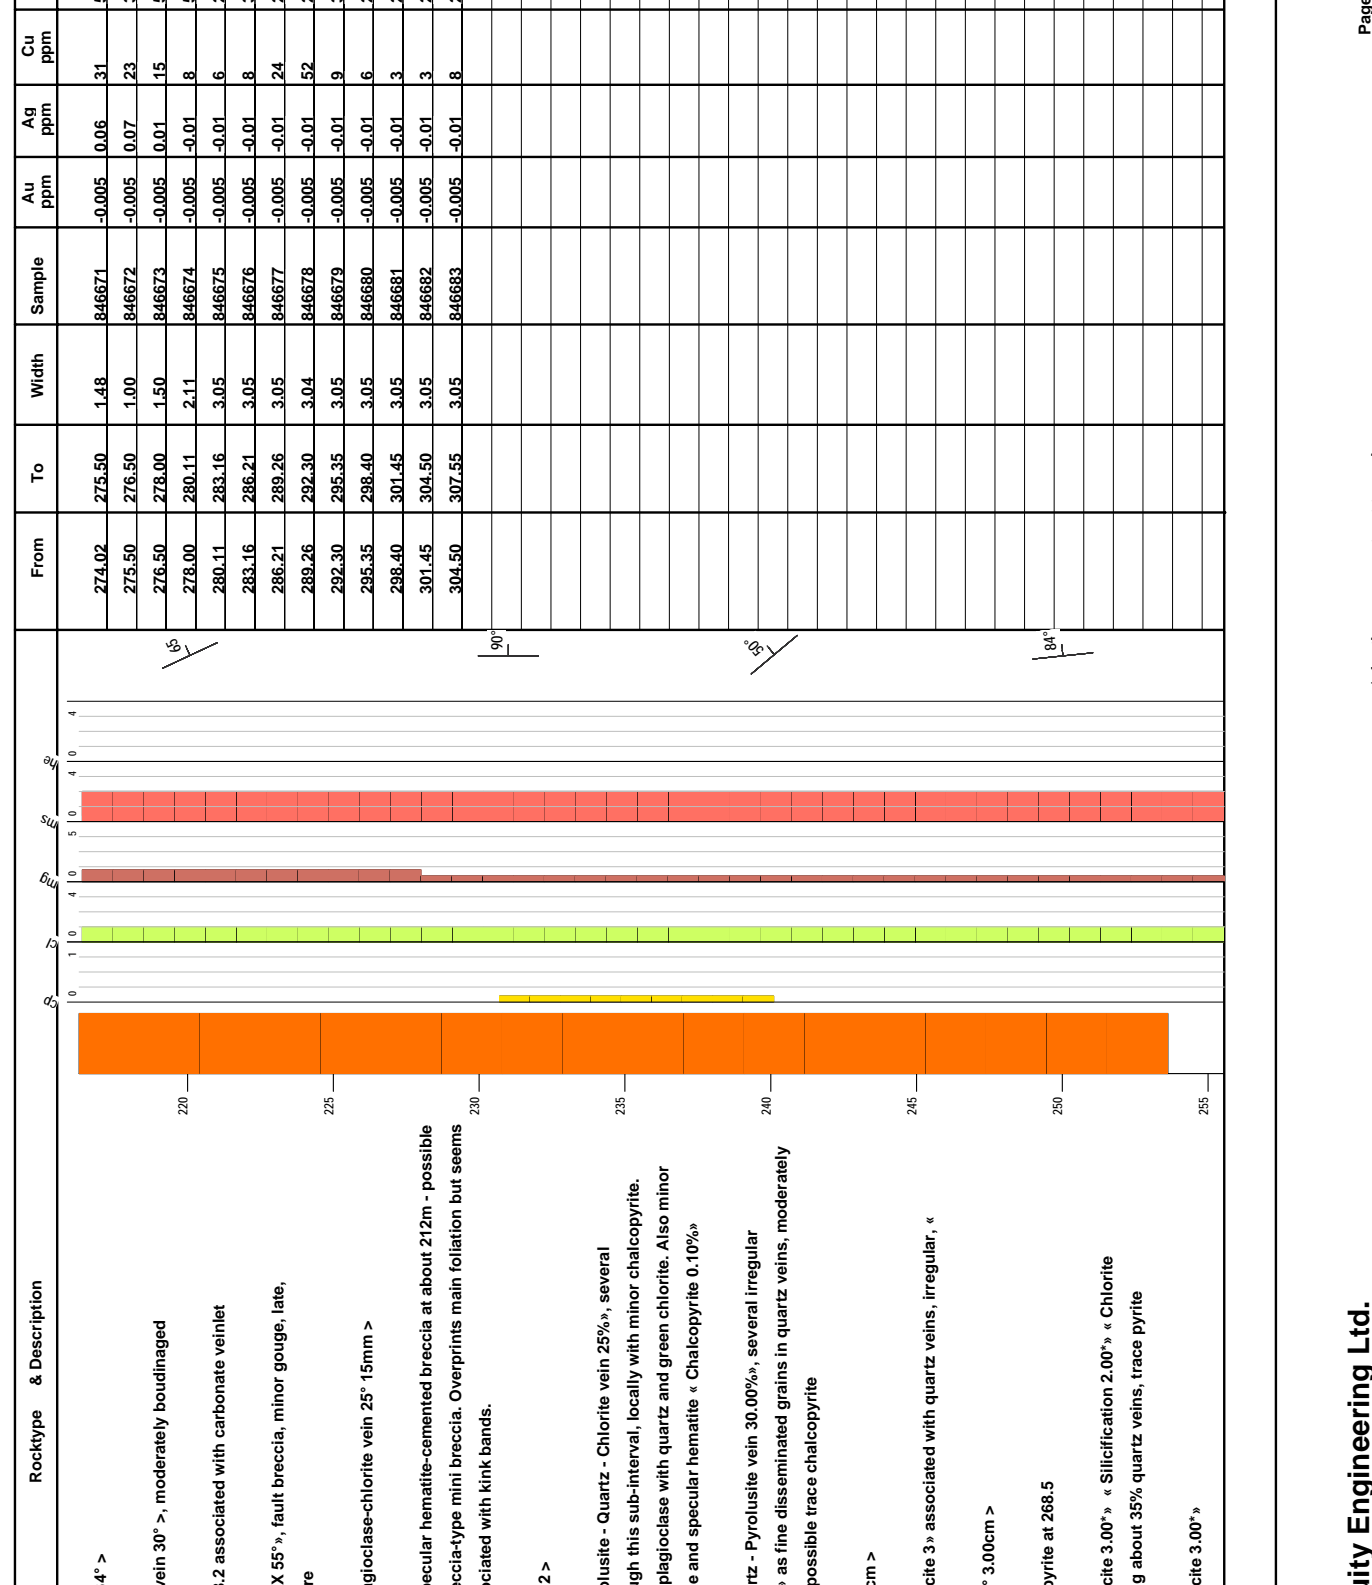 Rocktype & Description
From To Width Sample Au ppm Ag ppm Cu ppm
274.02 275.50 1.48 846671 -0.005 0.06 31
275.50 276.50 1.00 846672 -0.005 0.07 23
276.50 278.00 1.50 846673 -0.005 0.01 15
278.00 280.11 2.11 846674 -0.005 -0.01 8
280.11 283.16 3.05 846675 -0.005 -0.01 6
283.16 286.21 3.05 846676 -0.005 -0.01 8
286.21 289.26 3.05 846677 -0.005 -0.01 24
289.26 292.30 3.04 846678 -0.005 -0.01 52
292.30 295.35 3.05 846679 -0.005 -0.01 9
295.35 298.40 3.05 846680 -0.005 -0.01 6
298.40 301.45 3.05 846681 -0.005 -0.01 3
301.45 304.50 3.05 846682 -0.005 -0.01 3
304.50 307.55 3.05 846683 -0.005 -0.01 8
cp cl mg ms he
0 1 0 4 0 5 0 4 0 4
65
90°
50°
84°
220
225
230
235
240
245
250
255
4° >
vein 30° >, moderately boudinaged
.2 associated with carbonate veinlet
X 55°», fault breccia, minor gouge, late,
re
gioclase-chlorite vein 25° 15mm >
ecular hematite-cemented breccia at about 212m - possible
eccia-type mini breccia. Overprints main foliation but seems
ociated with kink bands.
2 >
olusite - Quartz - Chlorite vein 25%», several
ugh this sub-interval, locally with minor chalcopyrite.
plagioclase with quartz and green chlorite. Also minor
e and specular hematite « Chalcopyrite 0.10%»
rtz - Pyrolusite vein 30.00%», several irregular
» as fine disseminated grains in quartz veins, moderately
possible trace chalcopyrite
cm >
cite 3» associated with quartz veins, irregular, «
° 3.00cm >
pyrite at 268.5
cite 3.00*» « Silicification 2.00*» « Chlorite
g about 35% quartz veins, trace pyrite
cite 3.00*»
lity Engineering Ltd.
Page